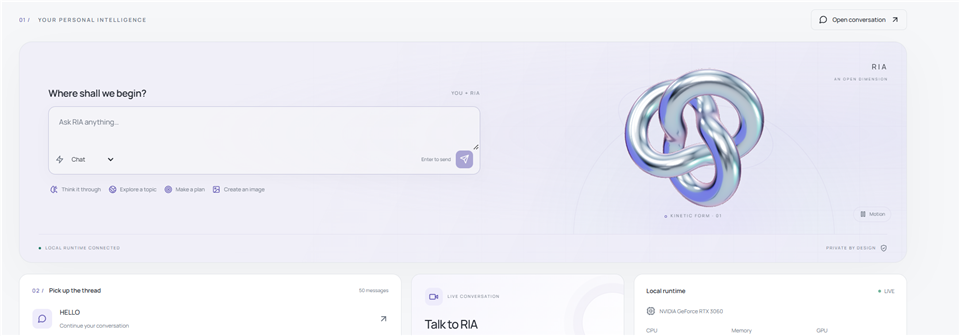 01 / YOUR PERSONAL INTELLIGENCE
Open conversation
RIA
AN OPEN DIMENSION
Where shall we begin?
YOU + RIA
Ask RIA anything...
Chat
Enter to send
Think it through
Explore a topic
Make a plan
Create an image
KINETIC FORM · 01
Motion
LOCAL RUNTIME CONNECTED
PRIVATE BY DESIGN
02 / Pick up the thread
50 messages
HELLO
Continue your conversation
LIVE CONVERSATION
Talk to RIA
Local runtime
LIVE
NVIDIA GeForce RTX 3060
CPU
Memory
GPU